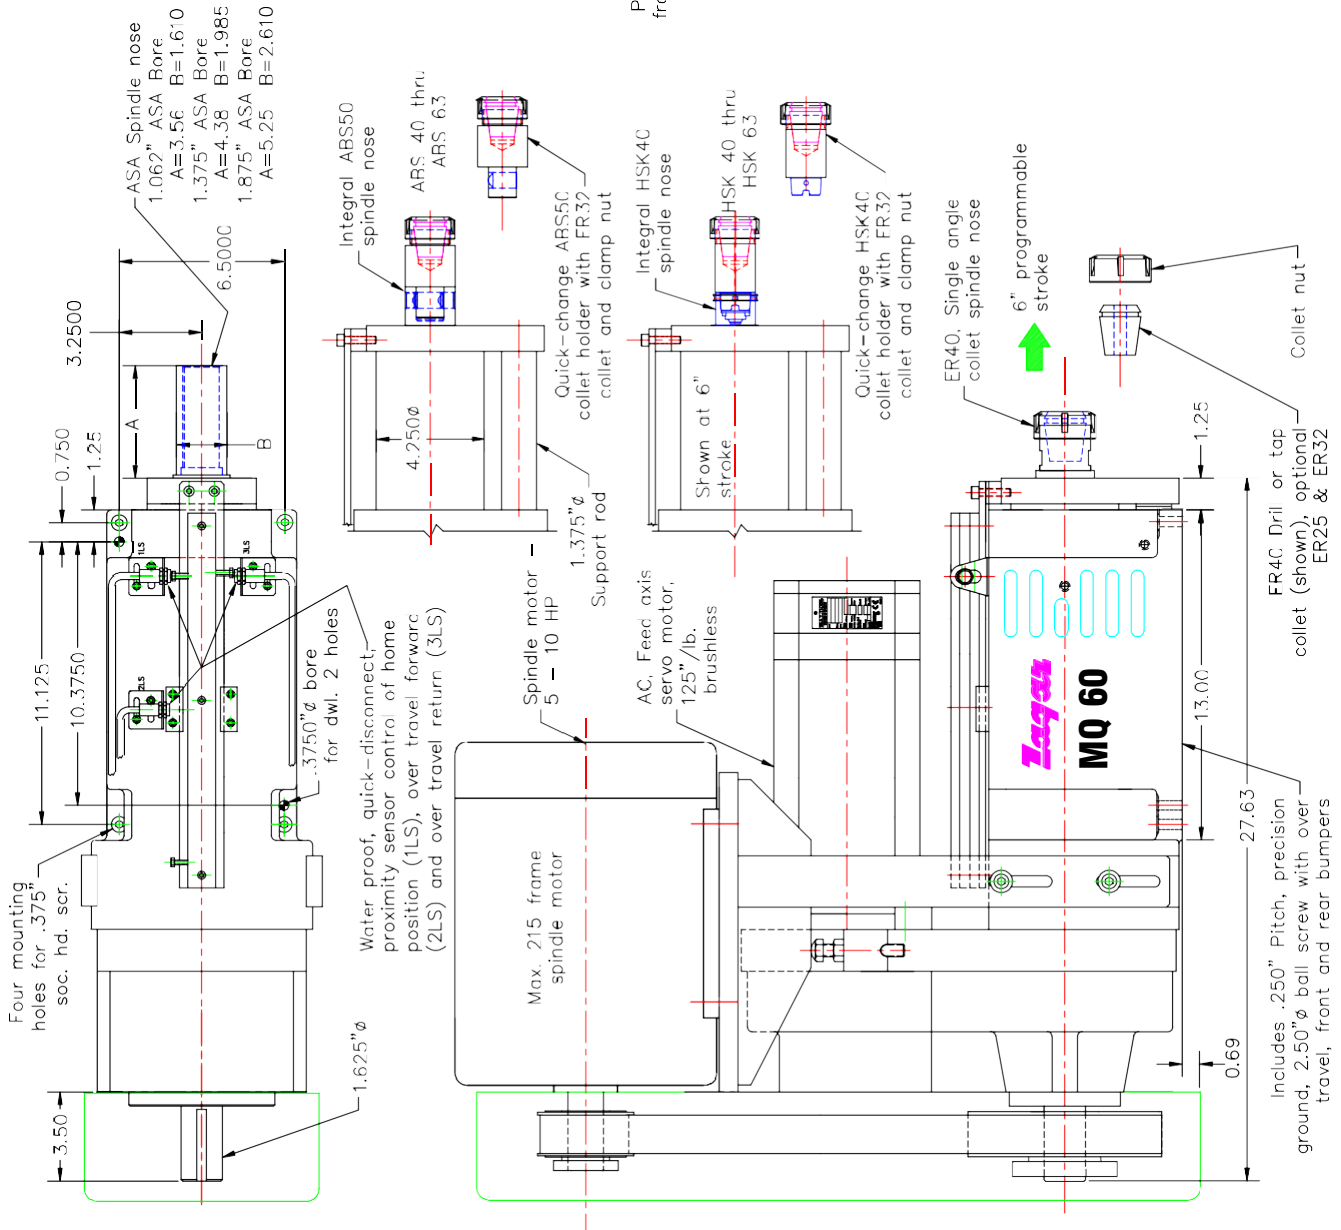 ASA Spindle nose
1.062" ASA Bore
A=3.56 B=1.610
1.375" ASA Bore
A=4.38 B=1.985
1.875" ASA Bore
A=5.25 B=2.610
6.5000
3.2500
0.750
1.25
A
B
11.125
10.3750
1LS
3LS
2LS
Four mounting
holes for .375"
soc. hd. scr.
3.50
1.625"ø
.3750"ø bore
for dwl. 2 holes
Water proof, quick-disconnect,
proximity sensor control of home
position (1LS), over travel forward
(2LS) and over travel return (3LS)
Integral ABS50
spindle nose
ABS 40 thru
ABS 63
Quick-change ABS50
collet holder with ER32
collet and clamp nut
4.250ø
1.375"ø
Support rod
Integral HSK40
spindle nose
HSK 40 thru
HSK 63
Quick-change HSK40
collet holder with ER32
collet and clamp nut
Shown at 6"
stroke
Spindle motor -
5 - 10 HP
Max. 215 frame
spindle motor
AC, Feed axis
servo motor,
125"/lb.
brushless
ER40, Single angle
collet spindle nose
6" programmable
stroke
Collet nut
ER40 Drill or tap
collet (shown), optional
ER25 & ER32
1.25
13.00
27.63
0.69
Zagar
MQ 60
Includes .250" Pitch, precision
ground, 2.50"ø ball screw with over
travel, front and rear bumpers